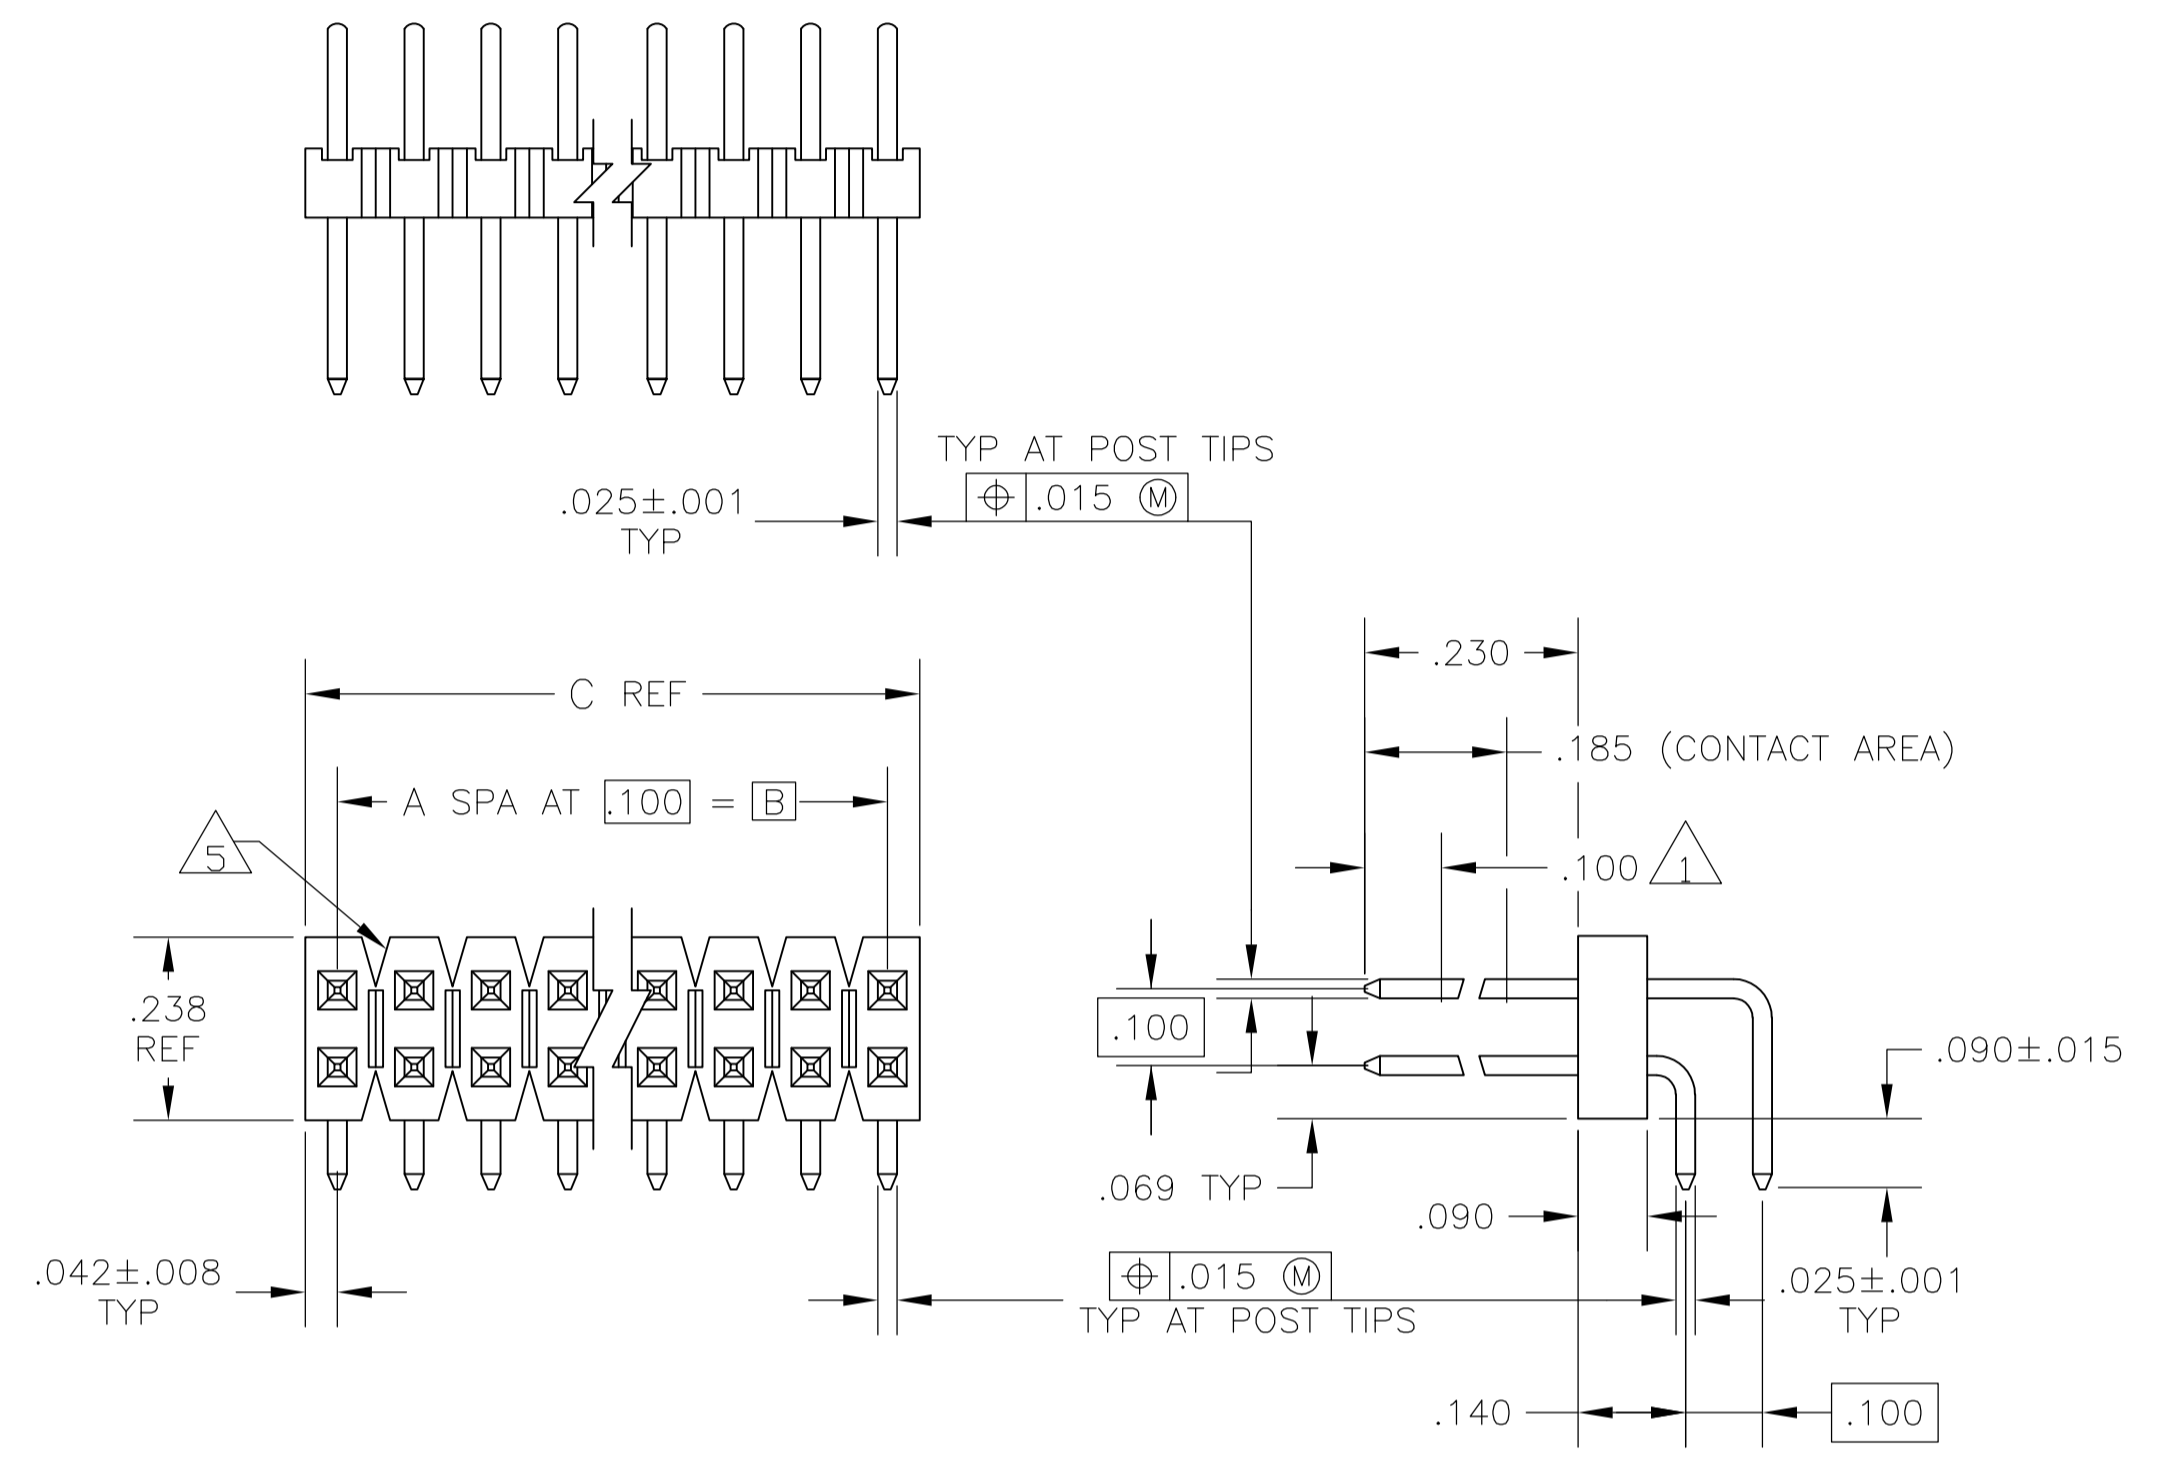 TYP AT POST TIPS
.015 Ⓜ
.025±.001
TYP
.230
C REF
.185 (CONTACT AREA)
A SPA AT .100 = B
5
.100 1
.238
REF
.100
.090±.015
.069 TYP
.090
.042±.008
TYP
.015 Ⓜ
TYP AT POST TIPS
.025±.001
TYP
.140
.100